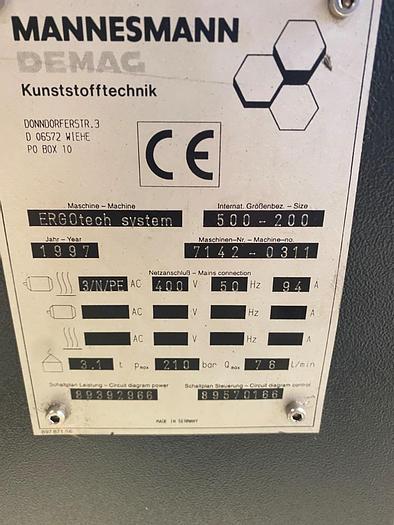 MANNESMANN
DEMAG
Kunststofftechnik
DONNDORFERSTR.3
D 06572 WIEHE
PO BOX 10
CE
Maschine – Machine Internat. Größenbez. – Size
ERGOtech system 500-200
Jahr – Year Maschinen-Nr. – Machine-no.
1997 7142-0311
Netzanschluß – Mains connection
3/N/PE AC 400 V 50 Hz 94 A
AC V Hz A
AC V Hz A
3.1 t pmax 210 bar Qmax 76 L/min
Schaltplan Leistung – Circuit diagram power Schaltplan Steuerung – Circuit diagram control
89392966 89570166
MADE IN GERMANY